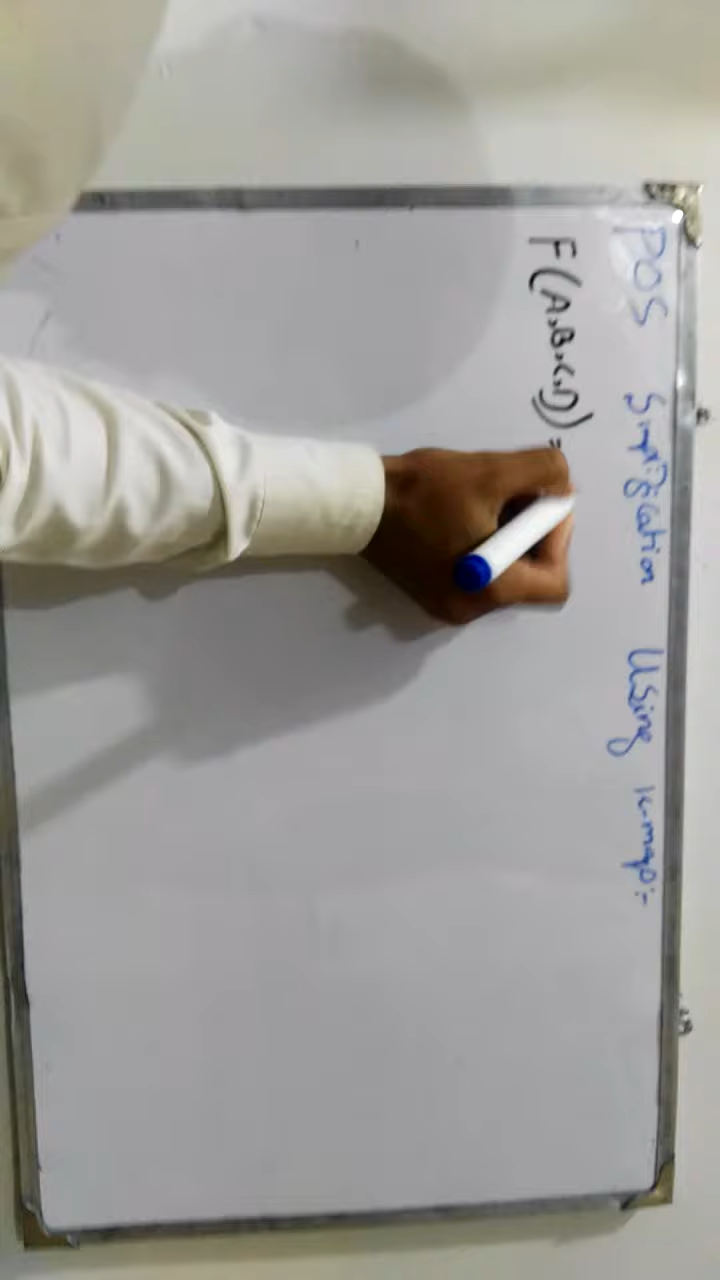 POS Simplification Using K-map:-
F(A,B,C,D) =